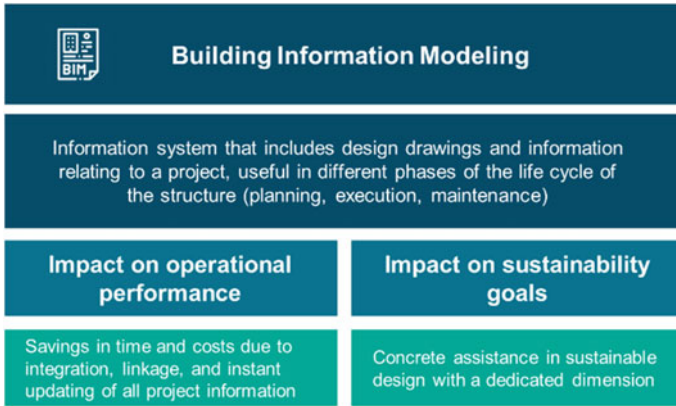 BIM
Building Information Modeling
Information system that includes design drawings and information
relating to a project, useful in different phases of the life cycle of
the structure (planning, execution, maintenance)
Impact on operational
performance
Impact on sustainability
goals
Savings in time and costs due to
integration, linkage, and instant
updating of all project information
Concrete assistance in sustainable
design with a dedicated dimension